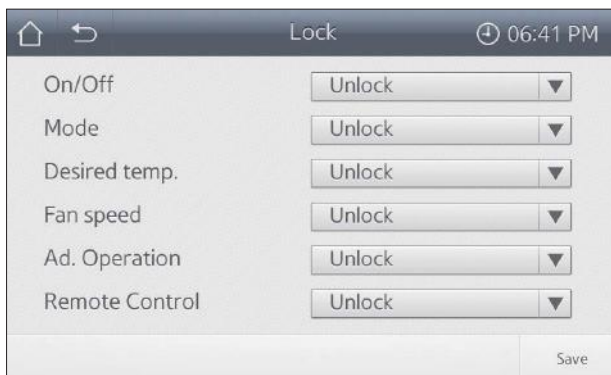 Lock 06:41 PM
On/Off Unlock
Mode Unlock
Desired temp. Unlock
Fan speed Unlock
Ad. Operation Unlock
Remote Control Unlock
Save